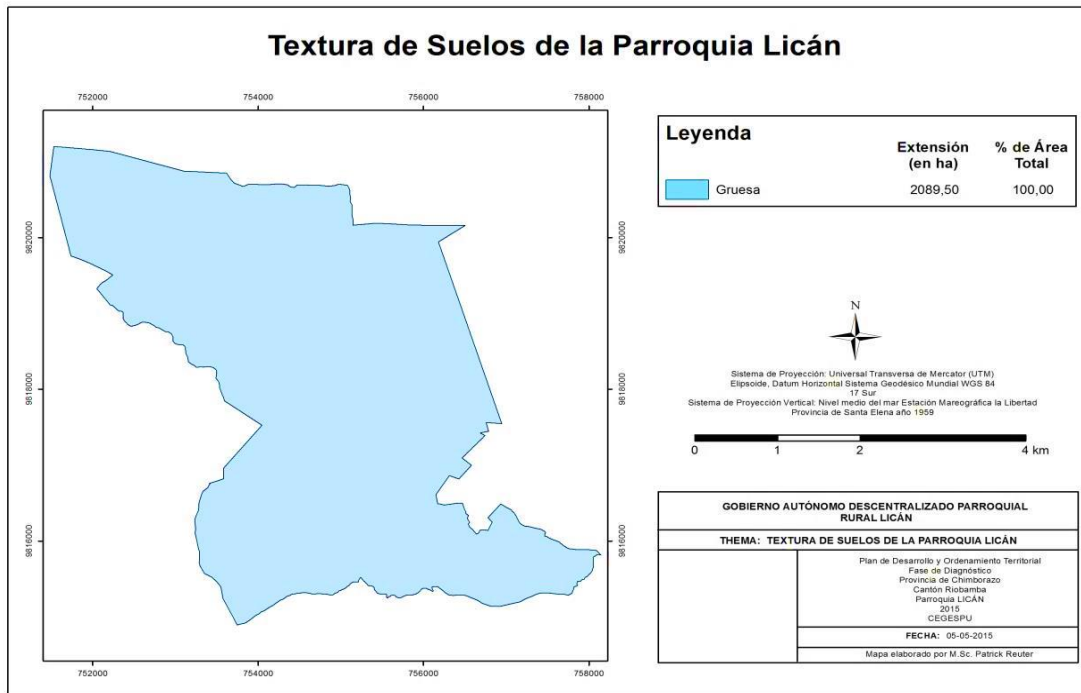 Textura de Suelos de la Parroquia Licán
752000 754000 756000 758000
9820000
9818000
9816000
9820000
9818000
9816000
752000 754000 756000 758000
Leyenda
Extensión % de Área
(en ha) Total
Gruesa 2089,50 100,00
N
Sistema de Proyección: Universal Transversa de Mercator (UTM)
Elipsoide, Datum Horizontal Sistema Geodésico Mundial WGS 84
17 Sur
Sistema de Proyección Vertical: Nivel medio del mar Estación Mareográfica la Libertad
Provincia de Santa Elena año 1959
0 1 2 4 km
GOBIERNO AUTÓNOMO DESCENTRALIZADO PARROQUIAL
RURAL LICÁN
THEMA: TEXTURA DE SUELOS DE LA PARROQUIA LICÁN
Plan de Desarrollo y Ordenamiento Territorial
Fase de Diagnóstico
Provincia de Chimborazo
Cantón Riobamba
Parroquia LICÁN
2015
CEGESPU
FECHA: 05-05-2015
Mapa elaborado por M.Sc. Patrick Reuter